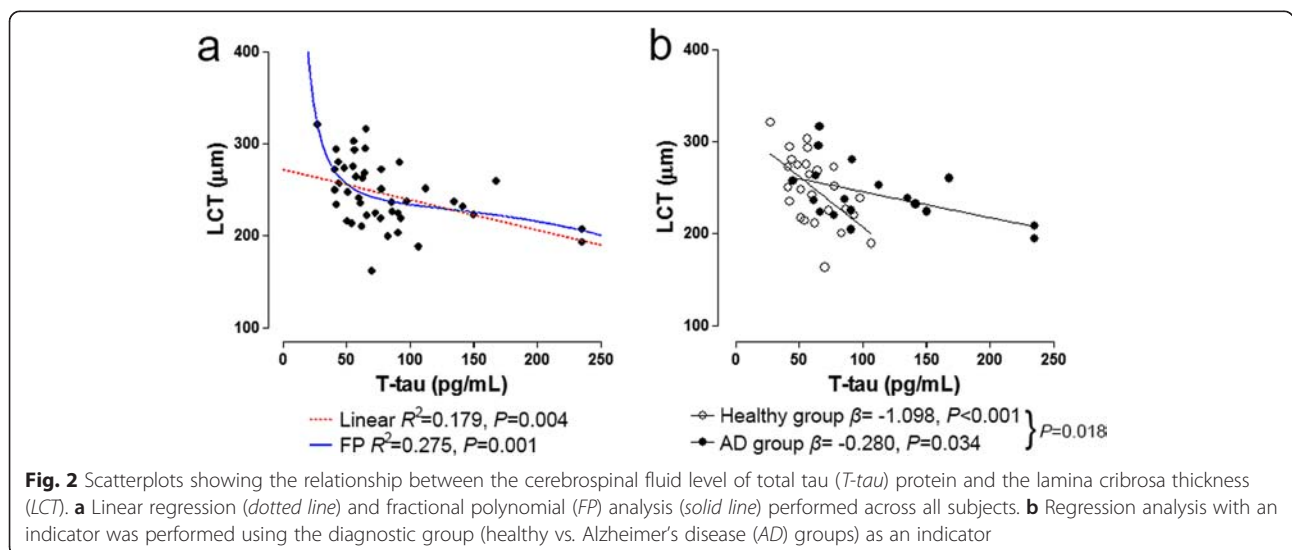 a
400
300
200
100
LCT (μm)
0 50 100 150 200 250
T-tau (pg/mL)
Linear R²=0.179, P=0.004
FP R²=0.275, P=0.001
b
400
300
200
100
LCT (μm)
0 50 100 150 200 250
T-tau (pg/mL)
Healthy group β= -1.098, P<0.001
AD group β= -0.280, P=0.034
}P=0.018
Fig. 2 Scatterplots showing the relationship between the cerebrospinal fluid level of total tau (T-tau) protein and the lamina cribrosa thickness
(LCT). a Linear regression (dotted line) and fractional polynomial (FP) analysis (solid line) performed across all subjects. b Regression analysis with an
indicator was performed using the diagnostic group (healthy vs. Alzheimer's disease (AD) groups) as an indicator